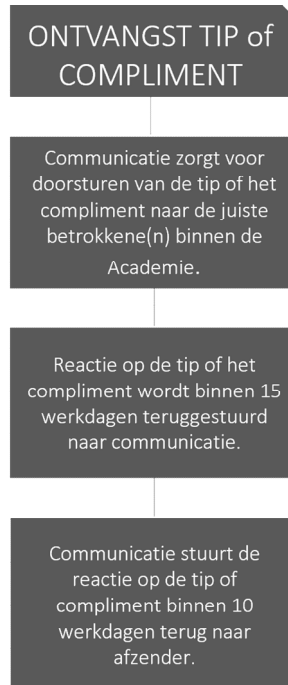 ONTVANGST TIP of
COMPLIMENT
Communicatie zorgt voor
doorsturen van de tip of het
compliment naar de juiste
betrokkene(n) binnen de
Academie.
Reactie op de tip of het
compliment wordt binnen 15
werkdagen teruggestuurd
naar communicatie.
Communicatie stuurt de
reactie op de tip of
compliment binnen 10
werkdagen terug naar
afzender.